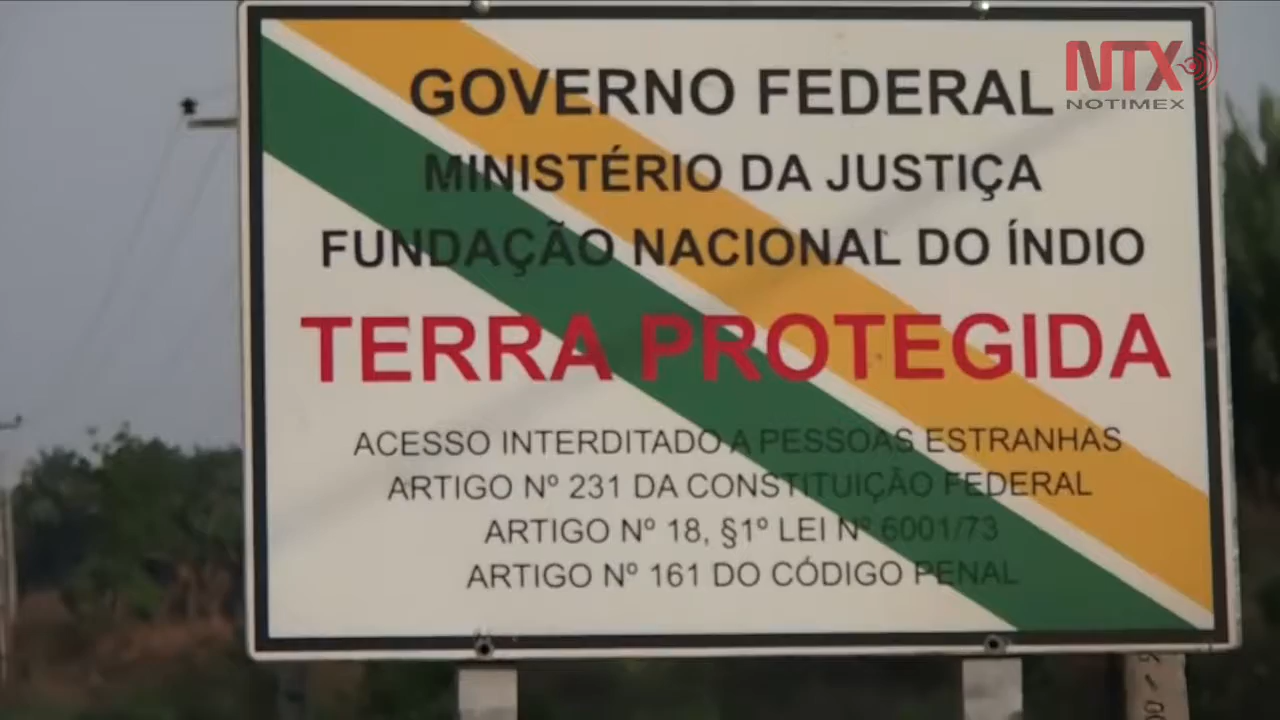 NTX
NOTIMEX
GOVERNO FEDERAL
MINISTÉRIO DA JUSTIÇA
FUNDAÇÃO NACIONAL DO ÍNDIO
TERRA PROTEGIDA
ACESSO INTERDITADO A PESSOAS ESTRANHAS
ARTIGO Nº 231 DA CONSTITUIÇÃO FEDERAL
ARTIGO Nº 18, §1º LEI Nº 6001/73
ARTIGO Nº 161 DO CÓDIGO PENAL